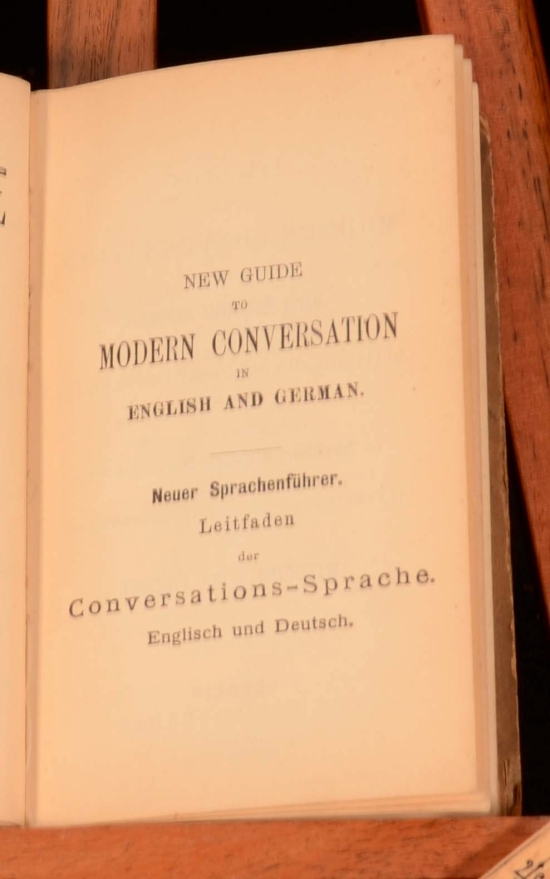 NEW GUIDE
TO
MODERN CONVERSATION
IN
ENGLISH AND GERMAN.
Neuer Sprachenführer.
Leitfaden
der
Conversations-Sprache.
Englisch und Deutsch.